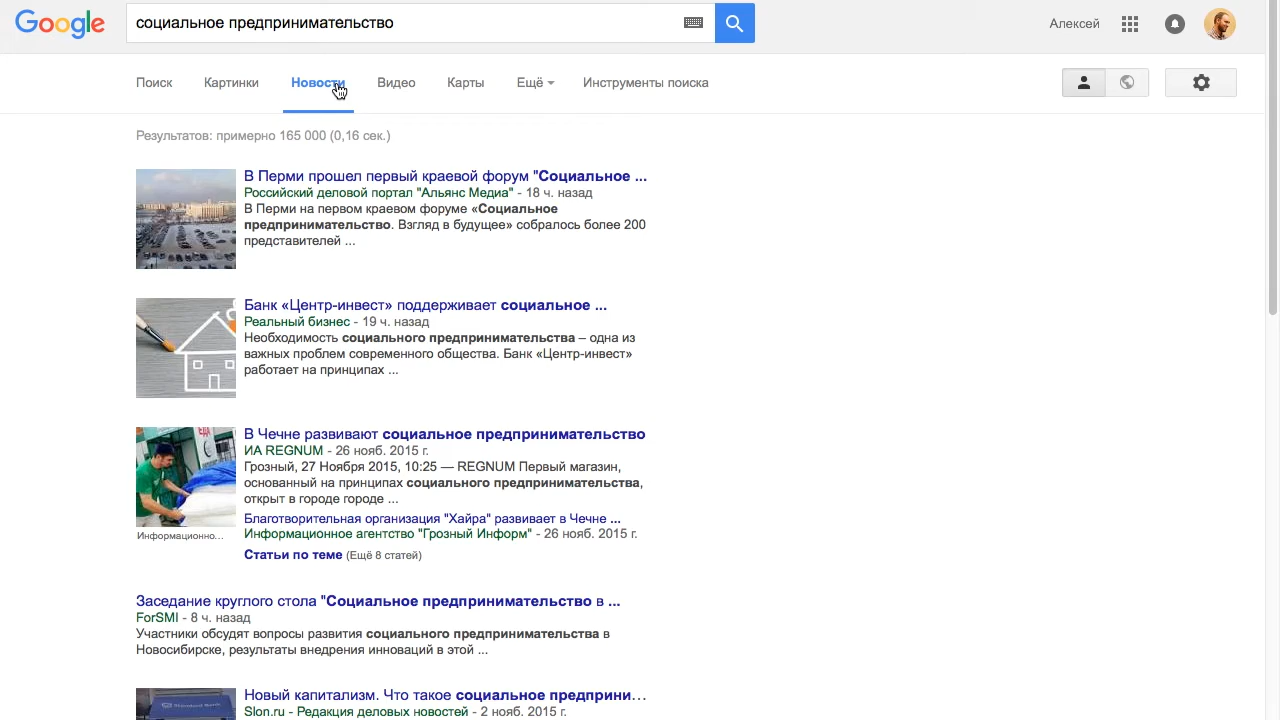 Google
социальное предпринимательство
Алексей
Поиск Картинки Новости Видео Карты Ещё Инструменты поиска
Результатов: примерно 165 000 (0,16 сек.)
В Перми прошел первый краевой форум "Социальное ...
Российский деловой портал "Альянс Медиа" - 18 ч. назад
В Перми на первом краевом форуме «Социальное
предпринимательство. Взгляд в будущее» собралось более 200
представителей ...
Банк «Центр-инвест» поддерживает социальное ...
Реальный бизнес - 19 ч. назад
Необходимость социального предпринимательства – одна из
важных проблем современного общества. Банк «Центр-инвест»
работает на принципах ...
В Чечне развивают социальное предпринимательство
ИА REGNUM - 26 нояб. 2015 г.
Грозный, 27 Ноября 2015, 10:25 — REGNUM Первый магазин,
основанный на принципах социального предпринимательства,
открыт в городе городе ...
Информационно...
Благотворительная организация "Хайра" развивает в Чечне ...
Информационное агентство "Грозный Информ" - 26 нояб. 2015 г.
Статьи по теме (Ещё 8 статей)
Заседание круглого стола "Социальное предпринимательство в ...
ForSMI - 8 ч. назад
Участники обсудят вопросы развития социального предпринимательства в
Новосибирске, результаты внедрения инноваций в этой ...
Новый капитализм. Что такое социальное предприни...
Slon.ru - Редакция деловых новостей - 2 нояб. 2015 г.